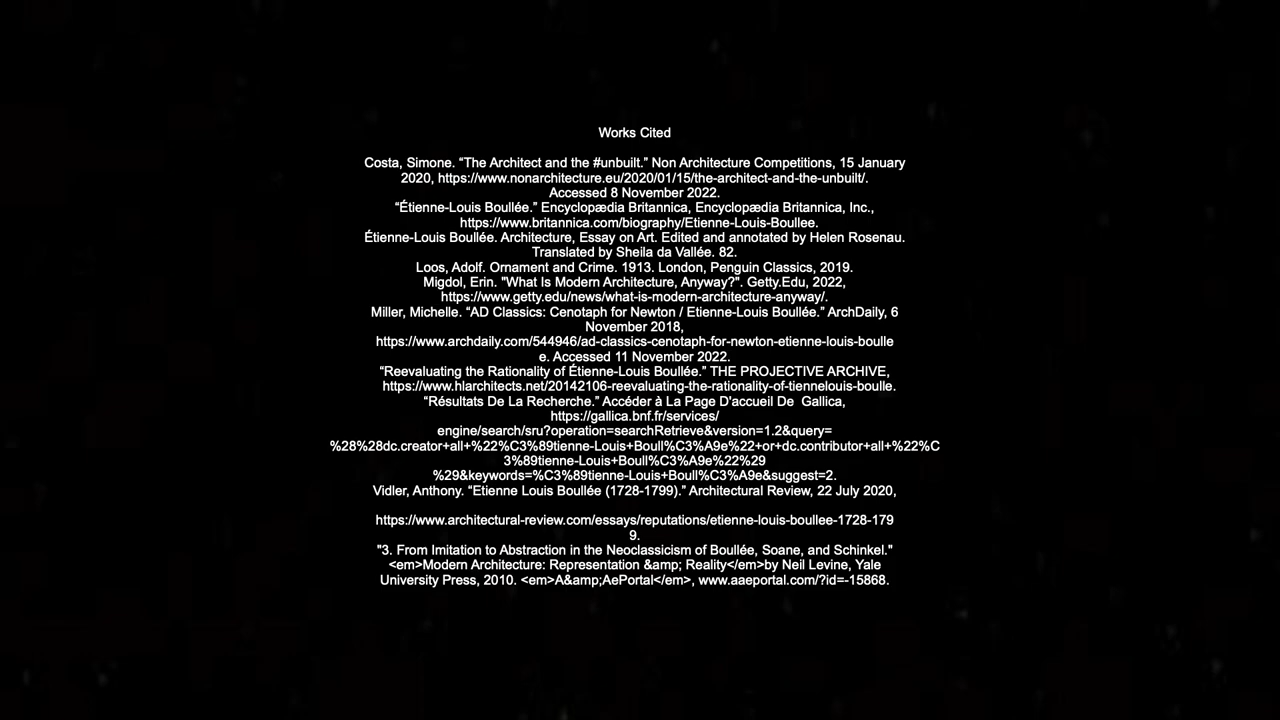 Works Cited
Costa, Simone. “The Architect and the #unbuilt.” Non Architecture Competitions, 15 January
2020, https://www.nonarchitecture.eu/2020/01/15/the-architect-and-the-unbuilt/.
Accessed 8 November 2022.
“Étienne-Louis Boullée.” Encyclopædia Britannica, Encyclopædia Britannica, Inc.,
https://www.britannica.com/biography/Etienne-Louis-Boullee.
Étienne-Louis Boullée. Architecture, Essay on Art. Edited and annotated by Helen Rosenau.
Translated by Sheila da Vallée. 82.
Loos, Adolf. Ornament and Crime. 1913. London, Penguin Classics, 2019.
Migdol, Erin. "What Is Modern Architecture, Anyway?". Getty.Edu, 2022,
https://www.getty.edu/news/what-is-modern-architecture-anyway/.
Miller, Michelle. “AD Classics: Cenotaph for Newton / Etienne-Louis Boullée.” ArchDaily, 6
November 2018,
https://www.archdaily.com/544946/ad-classics-cenotaph-for-newton-etienne-louis-boulle
e. Accessed 11 November 2022.
“Reevaluating the Rationality of Étienne-Louis Boullée.” THE PROJECTIVE ARCHIVE,
https://www.hlarchitects.net/20142106-reevaluating-the-rationality-of-tiennelouis-boulle.
“Résultats De La Recherche.” Accéder à La Page D'accueil De  Gallica,
https://gallica.bnf.fr/services/
engine/search/sru?operation=searchRetrieve&version=1.2&query=
%28%28dc.creator+all+%22%C3%89tienne-Louis+Boull%C3%A9e%22+or+dc.contributor+all+%22%C
3%89tienne-Louis+Boull%C3%A9e%22%29
%29&keywords=%C3%89tienne-Louis+Boull%C3%A9e&suggest=2.
Vidler, Anthony. “Etienne Louis Boullée (1728-1799).” Architectural Review, 22 July 2020,
https://www.architectural-review.com/essays/reputations/etienne-louis-boullee-1728-179
9.
"3. From Imitation to Abstraction in the Neoclassicism of Boullée, Soane, and Schinkel."
<em>Modern Architecture: Representation &amp; Reality</em>by Neil Levine, Yale
University Press, 2010. <em>A&amp;AePortal</em>, www.aaeportal.com/?id=-15868.